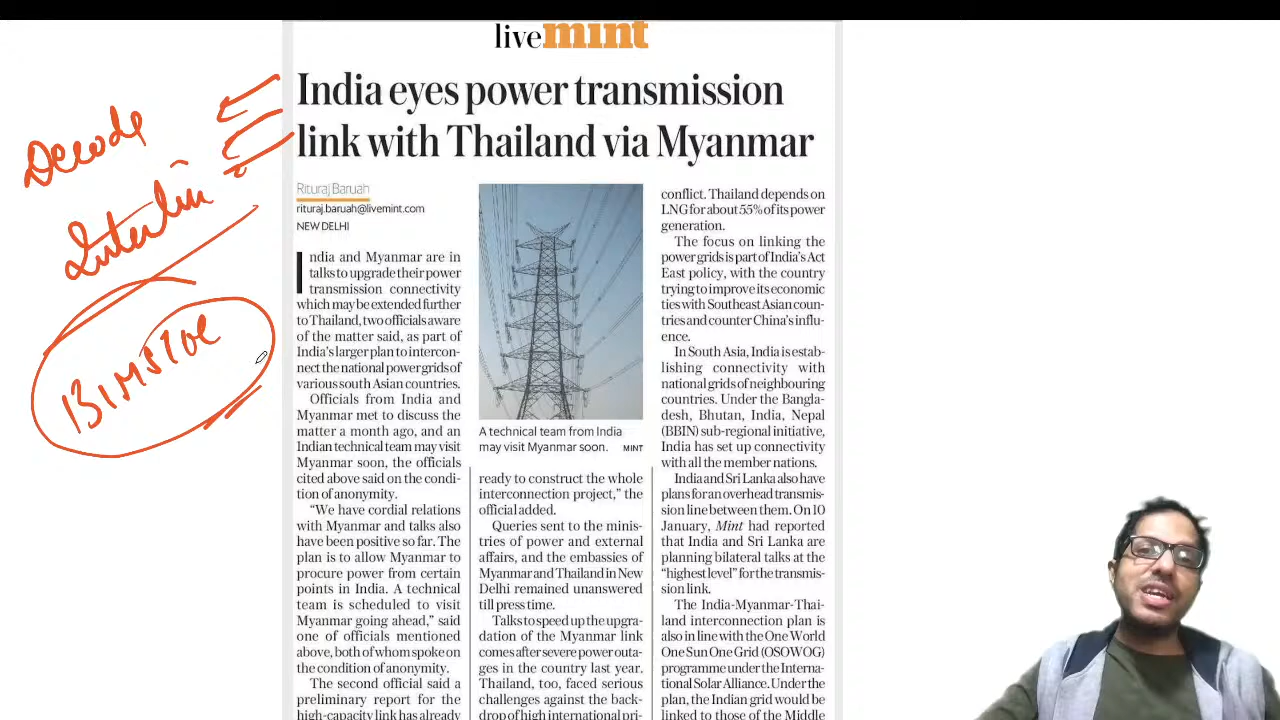 livemint
India eyes power transmission
link with Thailand via Myanmar
Decode
Interlin
BIMSTOC
Rituraj Baruah
rituraj.baruah@livemint.com
NEW DELHI
India and Myanmar are in
talks to upgrade their power
transmission connectivity
which may be extended further
to Thailand, two officials aware
of the matter said, as part of
India's larger plan to intercon-
nect the national power grids of
various south Asian countries.
Officials from India and
Myanmar met to discuss the
matter a month ago, and an
Indian technical team may visit
Myanmar soon, the officials
cited above said on the condi-
tion of anonymity.
"We have cordial relations
with Myanmar and talks also
have been positive so far. The
plan is to allow Myanmar to
procure power from certain
points in India. A technical
team is scheduled to visit
Myanmar going ahead," said
one of officials mentioned
above, both of whom spoke on
the condition of anonymity.
The second official said a
preliminary report for the
high-capacity link has already
A technical team from India
may visit Myanmar soon. MINT
ready to construct the whole
interconnection project," the
official added.
Queries sent to the minis-
tries of power and external
affairs, and the embassies of
Myanmar and Thailand in New
Delhi remained unanswered
till press time.
Talks to speed up the upgra-
dation of the Myanmar link
comes after severe power outa-
ges in the country last year.
Thailand, too, faced serious
challenges against the back-
drop of high international pri-
conflict. Thailand depends on
LNG for about 55% of its power
generation.
The focus on linking the
power grids is part of India's Act
East policy, with the country
trying to improve its economic
ties with Southeast Asian coun-
tries and counter China's influ-
ence.
In South Asia, India is estab-
lishing connectivity with
national grids of neighbouring
countries. Under the Bangla-
desh, Bhutan, India, Nepal
(BBIN) sub-regional initiative,
India has set up connectivity
with all the member nations.
India and Sri Lanka also have
plans for an overhead transmis-
sion line between them. On 10
January, Mint had reported
that India and Sri Lanka are
planning bilateral talks at the
"highest level" for the transmis-
sion link.
The India-Myanmar-Thai-
land interconnection plan is
also in line with the One World
One Sun One Grid (OSOWOG)
programme under the Interna-
tional Solar Alliance. Under the
plan, the Indian grid would be
linked to those of the Middle